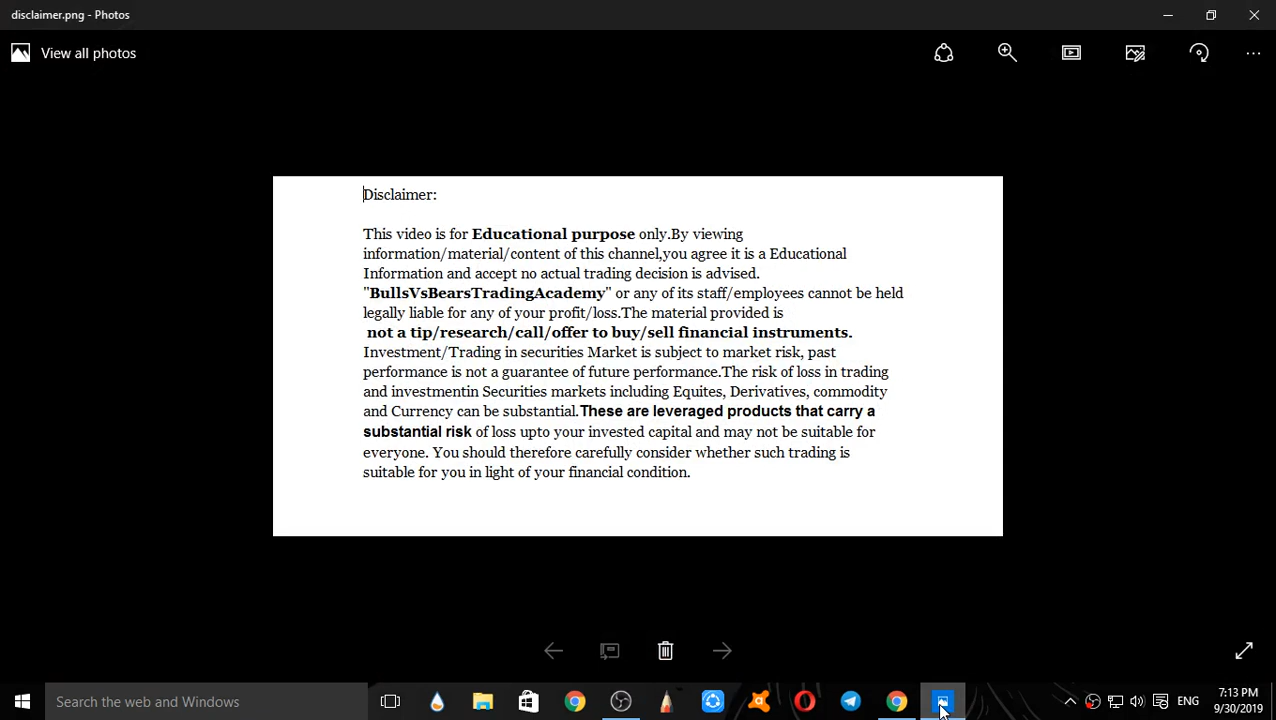 disclaimer.png - Photos
View all photos
Disclaimer:
This video is for Educational purpose only.By viewing
information/material/content of this channel,you agree it is a Educational
Information and accept no actual trading decision is advised.
"BullsVsBearsTradingAcademy" or any of its staff/employees cannot be held
legally liable for any of your profit/loss.The material provided is
not a tip/research/call/offer to buy/sell financial instruments.
Investment/Trading in securities Market is subject to market risk, past
performance is not a guarantee of future performance.The risk of loss in trading
and investmentin Securities markets including Equites, Derivatives, commodity
and Currency can be substantial.These are leveraged products that carry a
substantial risk of loss upto your invested capital and may not be suitable for
everyone. You should therefore carefully consider whether such trading is
suitable for you in light of your financial condition.
Search the web and Windows
ENG
7:13 PM
9/30/2019